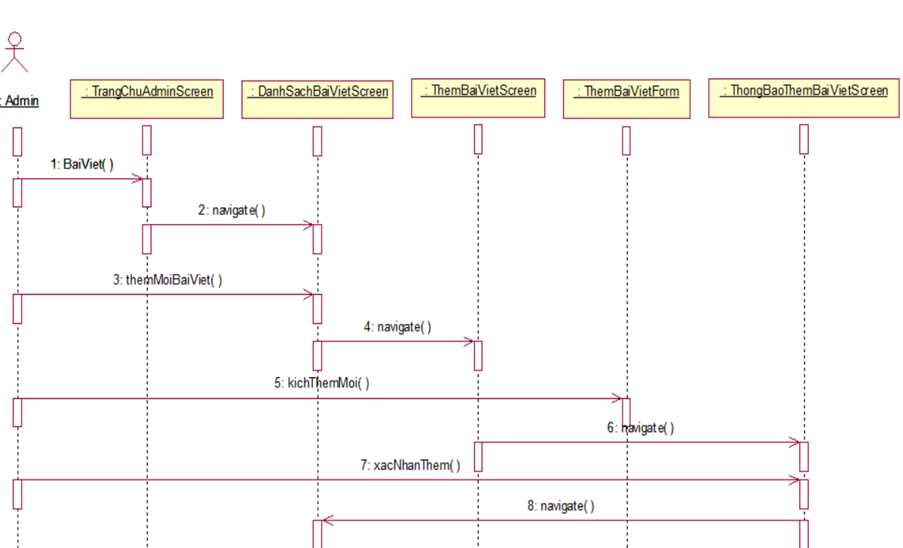 : Admin
: TrangChuAdminScreen
: DanhSachBaiVietScreen
: ThemBaiVietScreen
: ThemBaiVietForm
: ThongBaoThemBaiVietScreen
1: BaiViet( )
2: navigate( )
3: themMoiBaiViet( )
4: navigate( )
5: kichThemMoi( )
6: navigate( )
7: xacNhanThem( )
8: navigate( )